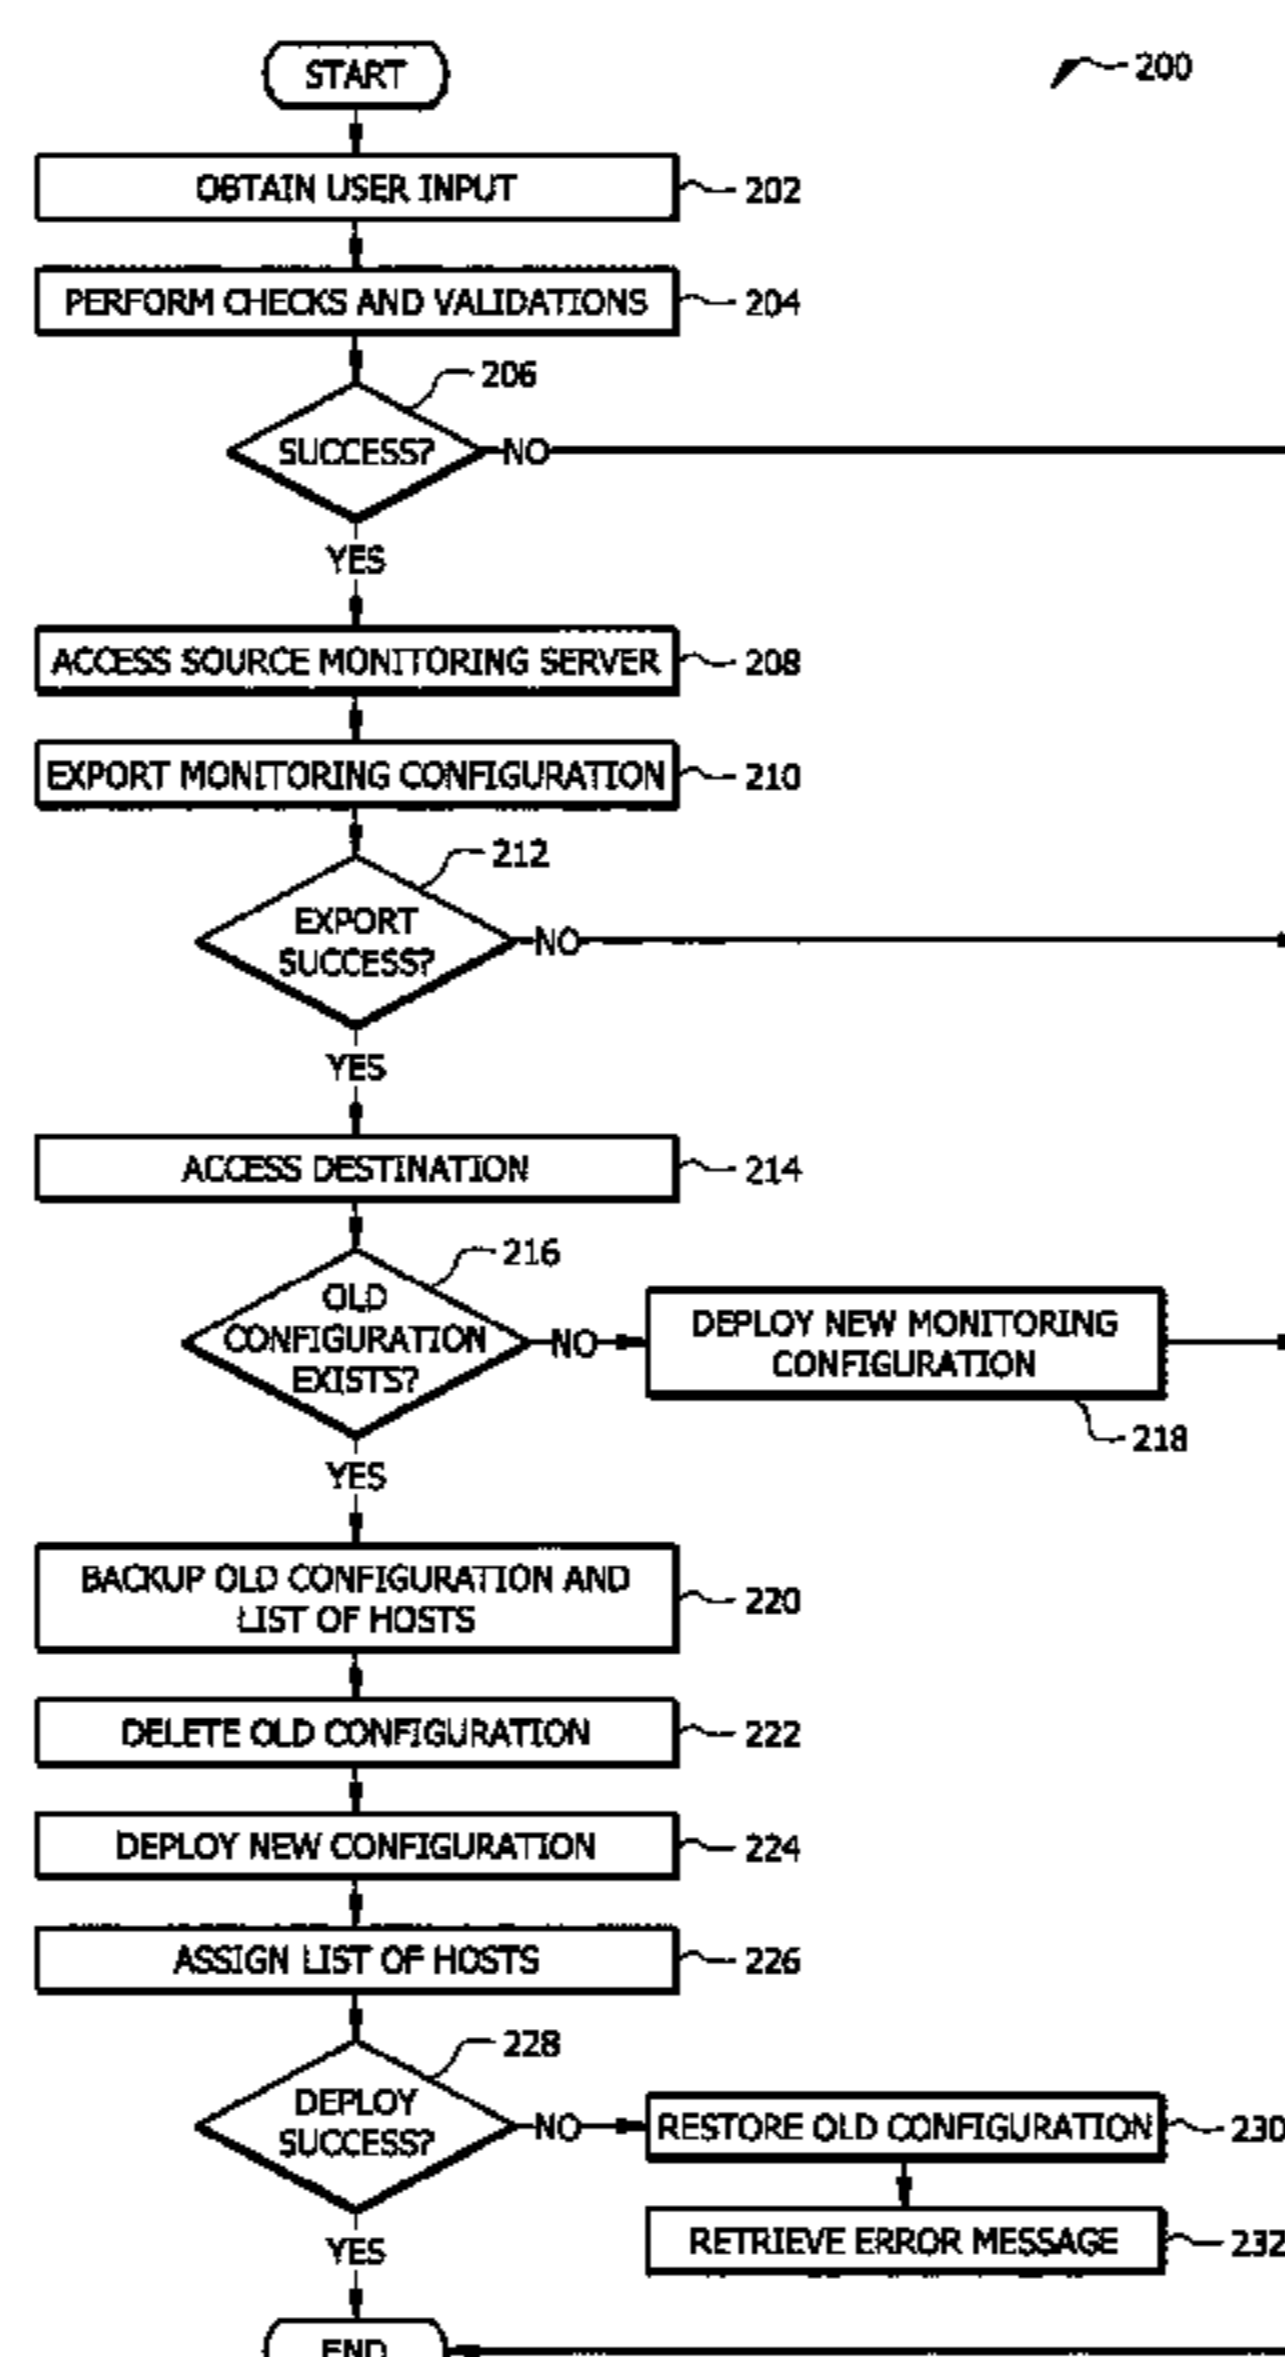 START
200
OBTAIN USER INPUT
202
PERFORM CHECKS AND VALIDATIONS
204
206
SUCCESS?
NO
YES
ACCESS SOURCE MONITORING SERVER
208
EXPORT MONITORING CONFIGURATION
210
212
EXPORT
SUCCESS?
NO
YES
ACCESS DESTINATION
214
216
OLD
CONFIGURATION
EXISTS?
NO
DEPLOY NEW MONITORING
CONFIGURATION
218
YES
BACKUP OLD CONFIGURATION AND
LIST OF HOSTS
220
DELETE OLD CONFIGURATION
222
DEPLOY NEW CONFIGURATION
224
ASSIGN LIST OF HOSTS
226
228
DEPLOY
SUCCESS?
NO
RESTORE OLD CONFIGURATION
230
RETRIEVE ERROR MESSAGE
232
YES
END